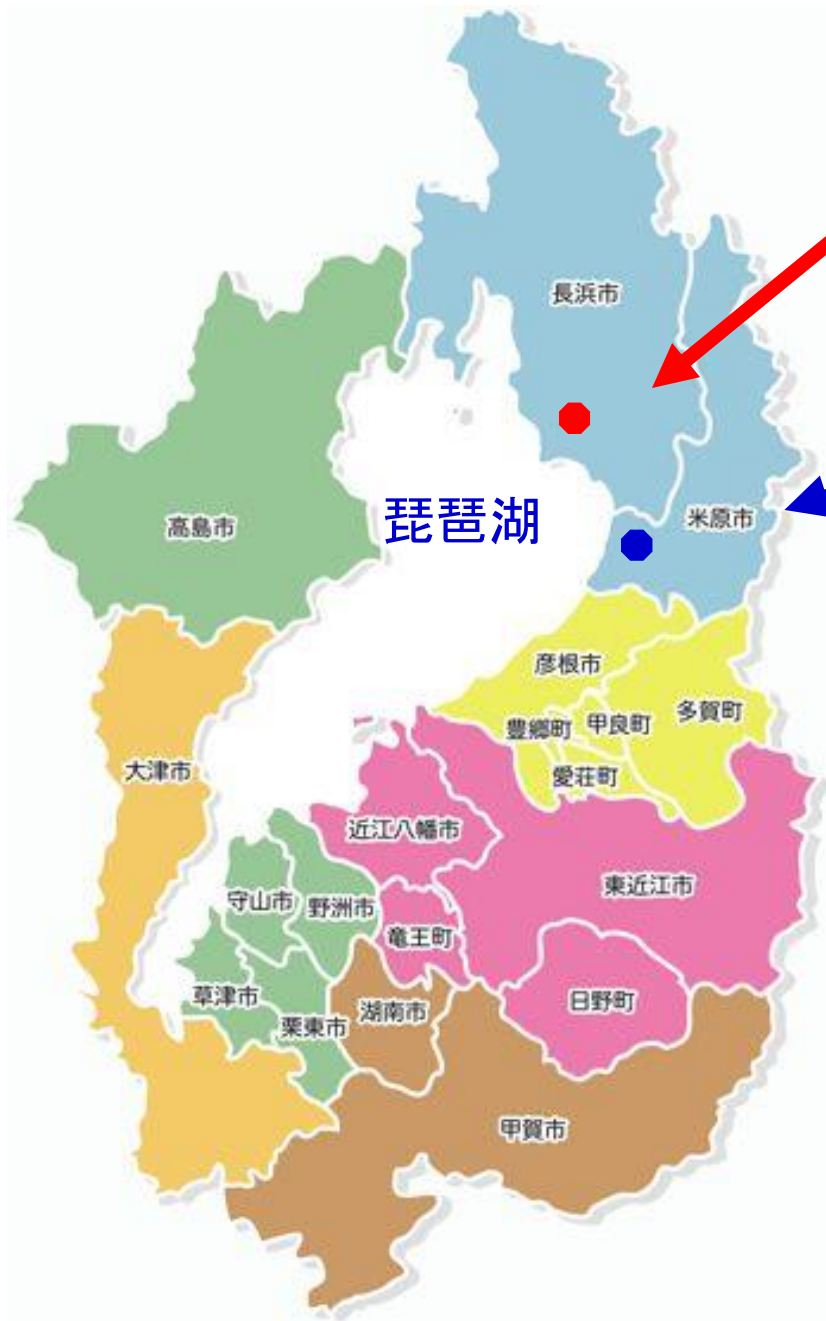 長浜市
米原市
高島市
琵琶湖
彦根市
多賀町
豊郷町
甲良町
愛荘町
大津市
近江八幡市
東近江市
守山市
野洲市
竜王町
草津市
栗東市
湖南市
日野町
甲賀市